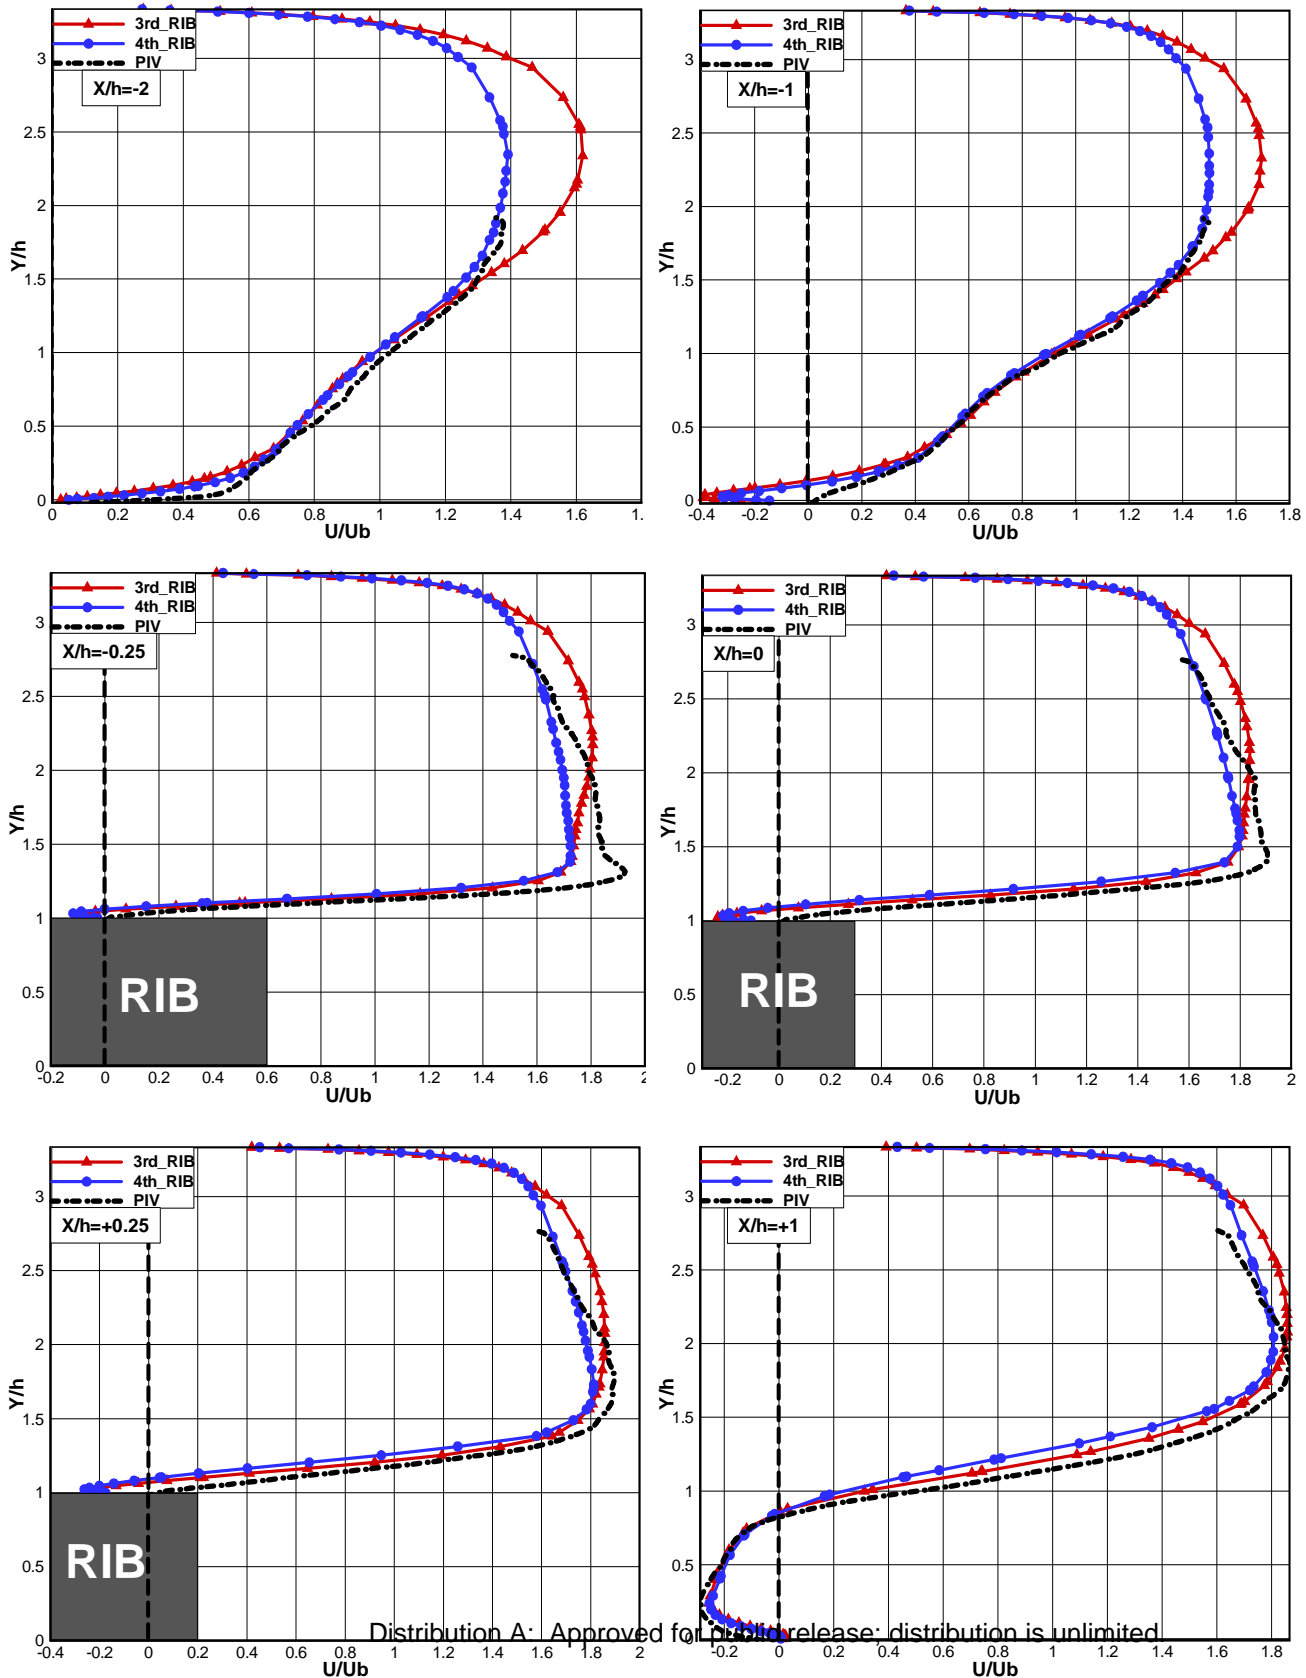 3rd_RIB
4th_RIB
PIV
X/h=-2
3
2.5
2
1.5
1
0.5
0
Y/h
0 0.2 0.4 0.6 0.8 1 1.2 1.4 1.6 1.
U/Ub
3rd_RIB
4th_RIB
PIV
X/h=-1
3
2.5
2
1.5
1
0.5
0
Y/h
-0.4 -0.2 0 0.2 0.4 0.6 0.8 1 1.2 1.4 1.6 1.8
U/Ub
3rd_RIB
4th_RIB
PIV
X/h=-0.25
3
2.5
2
1.5
1
0.5
0
Y/h
RIB
-0.2 0 0.2 0.4 0.6 0.8 1 1.2 1.4 1.6 1.8 2
U/Ub
3rd_RIB
4th_RIB
PIV
X/h=0
3
2.5
2
1.5
1
0.5
0
Y/h
RIB
-0.2 0 0.2 0.4 0.6 0.8 1 1.2 1.4 1.6 1.8 2
U/Ub
3rd_RIB
4th_RIB
PIV
X/h=+0.25
3
2.5
2
1.5
1
0.5
0
Y/h
RIB
-0.4 -0.2 0 0.2 0.4 0.6 0.8 1 1.2 1.4 1.6 1.8 2
U/Ub
3rd_RIB
4th_RIB
PIV
X/h=+1
3
2.5
2
1.5
1
0.5
0
Y/h
-0.2 0 0.2 0.4 0.6 0.8 1 1.2 1.4 1.6 1.8
U/Ub
Distribution A: Approved for public release; distribution is unlimited